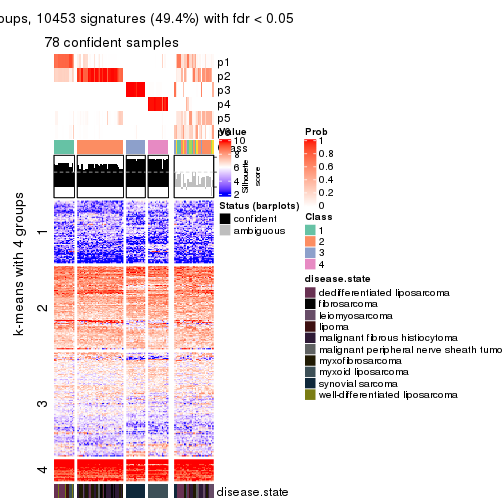 oups, 10453 signatures (49.4%) with fdr < 0.05
78 confident samples
p1
p2
p3
p4
p5
Class
Silhouette
score
k-means with 4 groups
1
2
3
4
disease.state
Value
10
8
6
4
2
Status (barplots)
confident
ambiguous
Prob
1
0.8
0.6
0.4
0.2
0
Class
1
2
3
4
disease.state
dedifferentiated liposarcoma
fibrosarcoma
leiomyosarcoma
lipoma
malignant fibrous histiocytoma
malignant peripheral nerve sheath tumo
myxofibrosarcoma
myxoid liposarcoma
synovial sarcoma
well-differentiated liposarcoma